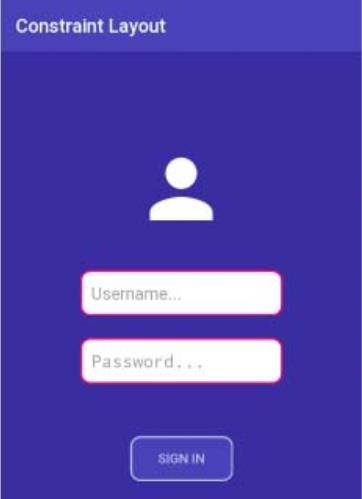 Constraint Layout
Username...
Password...
SIGN IN